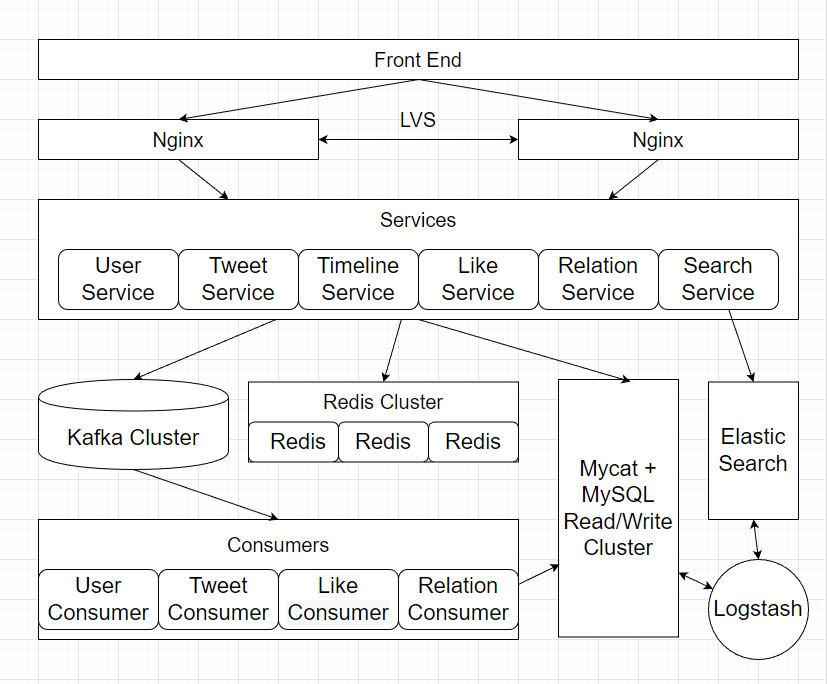 Front End
LVS
Nginx
Nginx
Services
User
Service
Tweet
Service
Timeline
Service
Like
Service
Relation
Service
Search
Service
Kafka Cluster
Redis Cluster
Redis
Redis
Redis
Mycat +
MySQL
Read/Write
Cluster
Elastic
Search
Consumers
User
Consumer
Tweet
Consumer
Like
Consumer
Relation
Consumer
Logstash